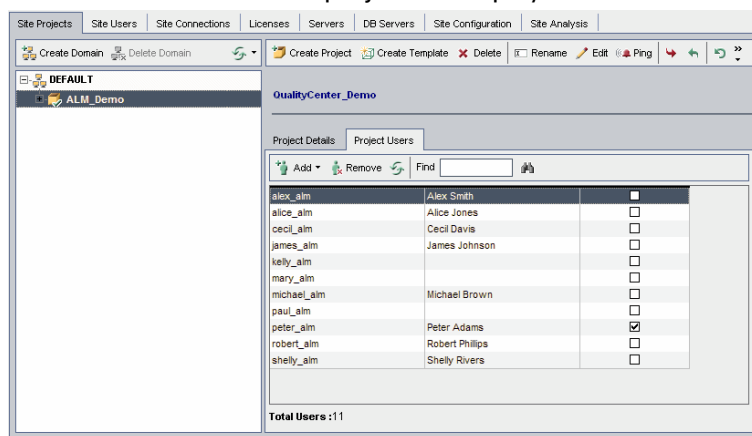 Site Projects Site Users Site Connections Licenses Servers DB Servers Site Configuration Site Analysis
Create Domain Delete Domain Create Project Create Template Delete Rename Edit Ping
DEFAULT
ALM_Demo
QualityCenter_Demo
Project Details Project Users
Add Remove Find
alex_alm Alex Smith
alice_alm Alice Jones
cecil_alm Cecil Davis
james_alm James Johnson
kelly_alm
mary_alm
michael_alm Michael Brown
paul_alm
peter_alm Peter Adams
robert_alm Robert Phillips
shelly_alm Shelly Rivers
Total Users :11